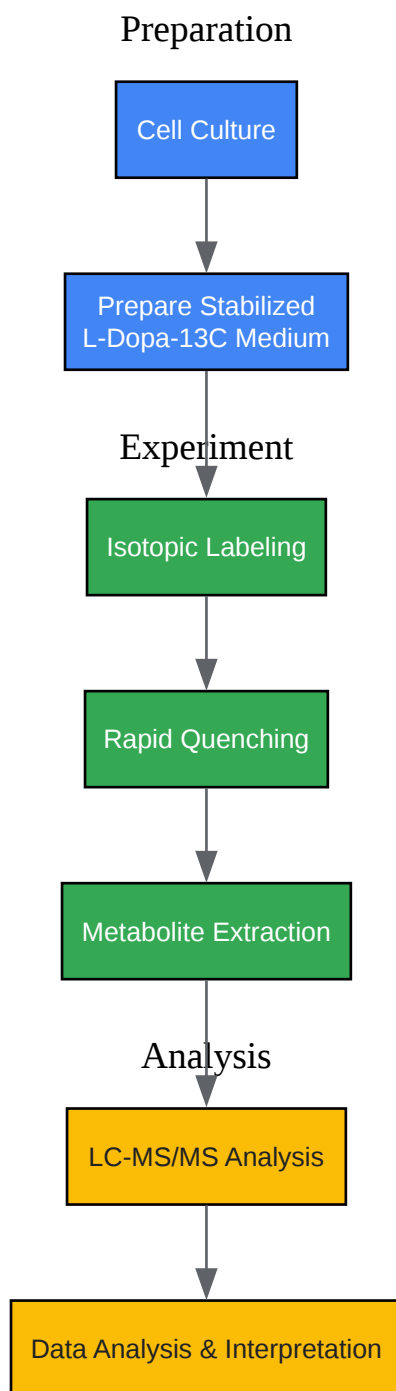 Preparation
Cell Culture
Prepare Stabilized
L-Dopa-13C Medium
Experiment
Isotopic Labeling
Rapid Quenching
Metabolite Extraction
Analysis
LC-MS/MS Analysis
Data Analysis & Interpretation